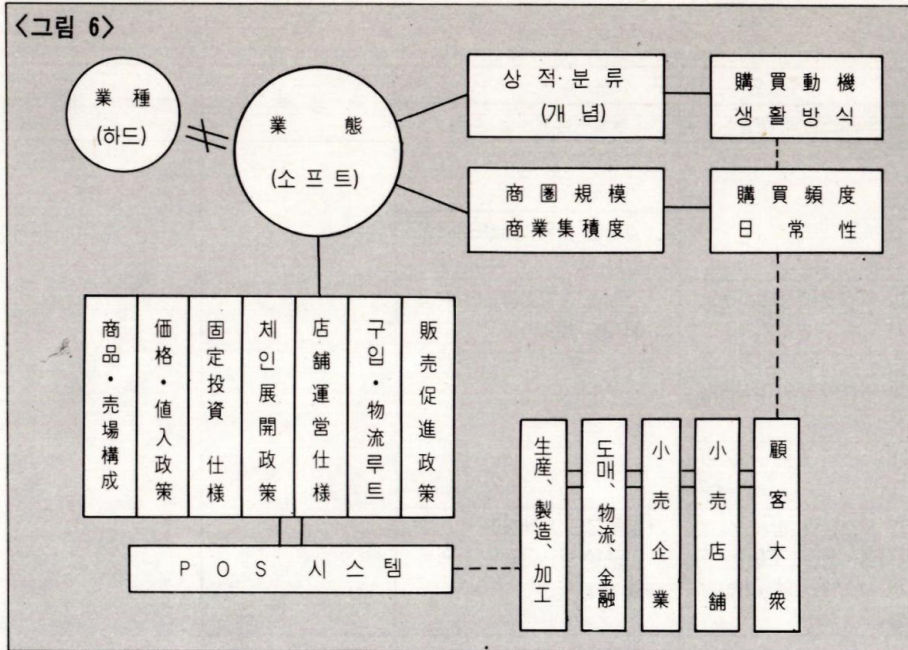 <그림 6>
業 種
(하드)
業 態
(소 프 트)
상 적·분 류
(개 념)
購 買 動 機
생 활 방 식
商 圈 規 模
商 業 集 積 度
購 買 頻 度
日 常 性
商品·売場構成
価格·値入政策
固定投資 仕様
체인展開政策
店舗運営仕様
구입·物流루트
販売促進政策
P O S 시 스 템
生産、製造、加工
도매、物流、金融
小売企業
小売店舗
顧客大衆